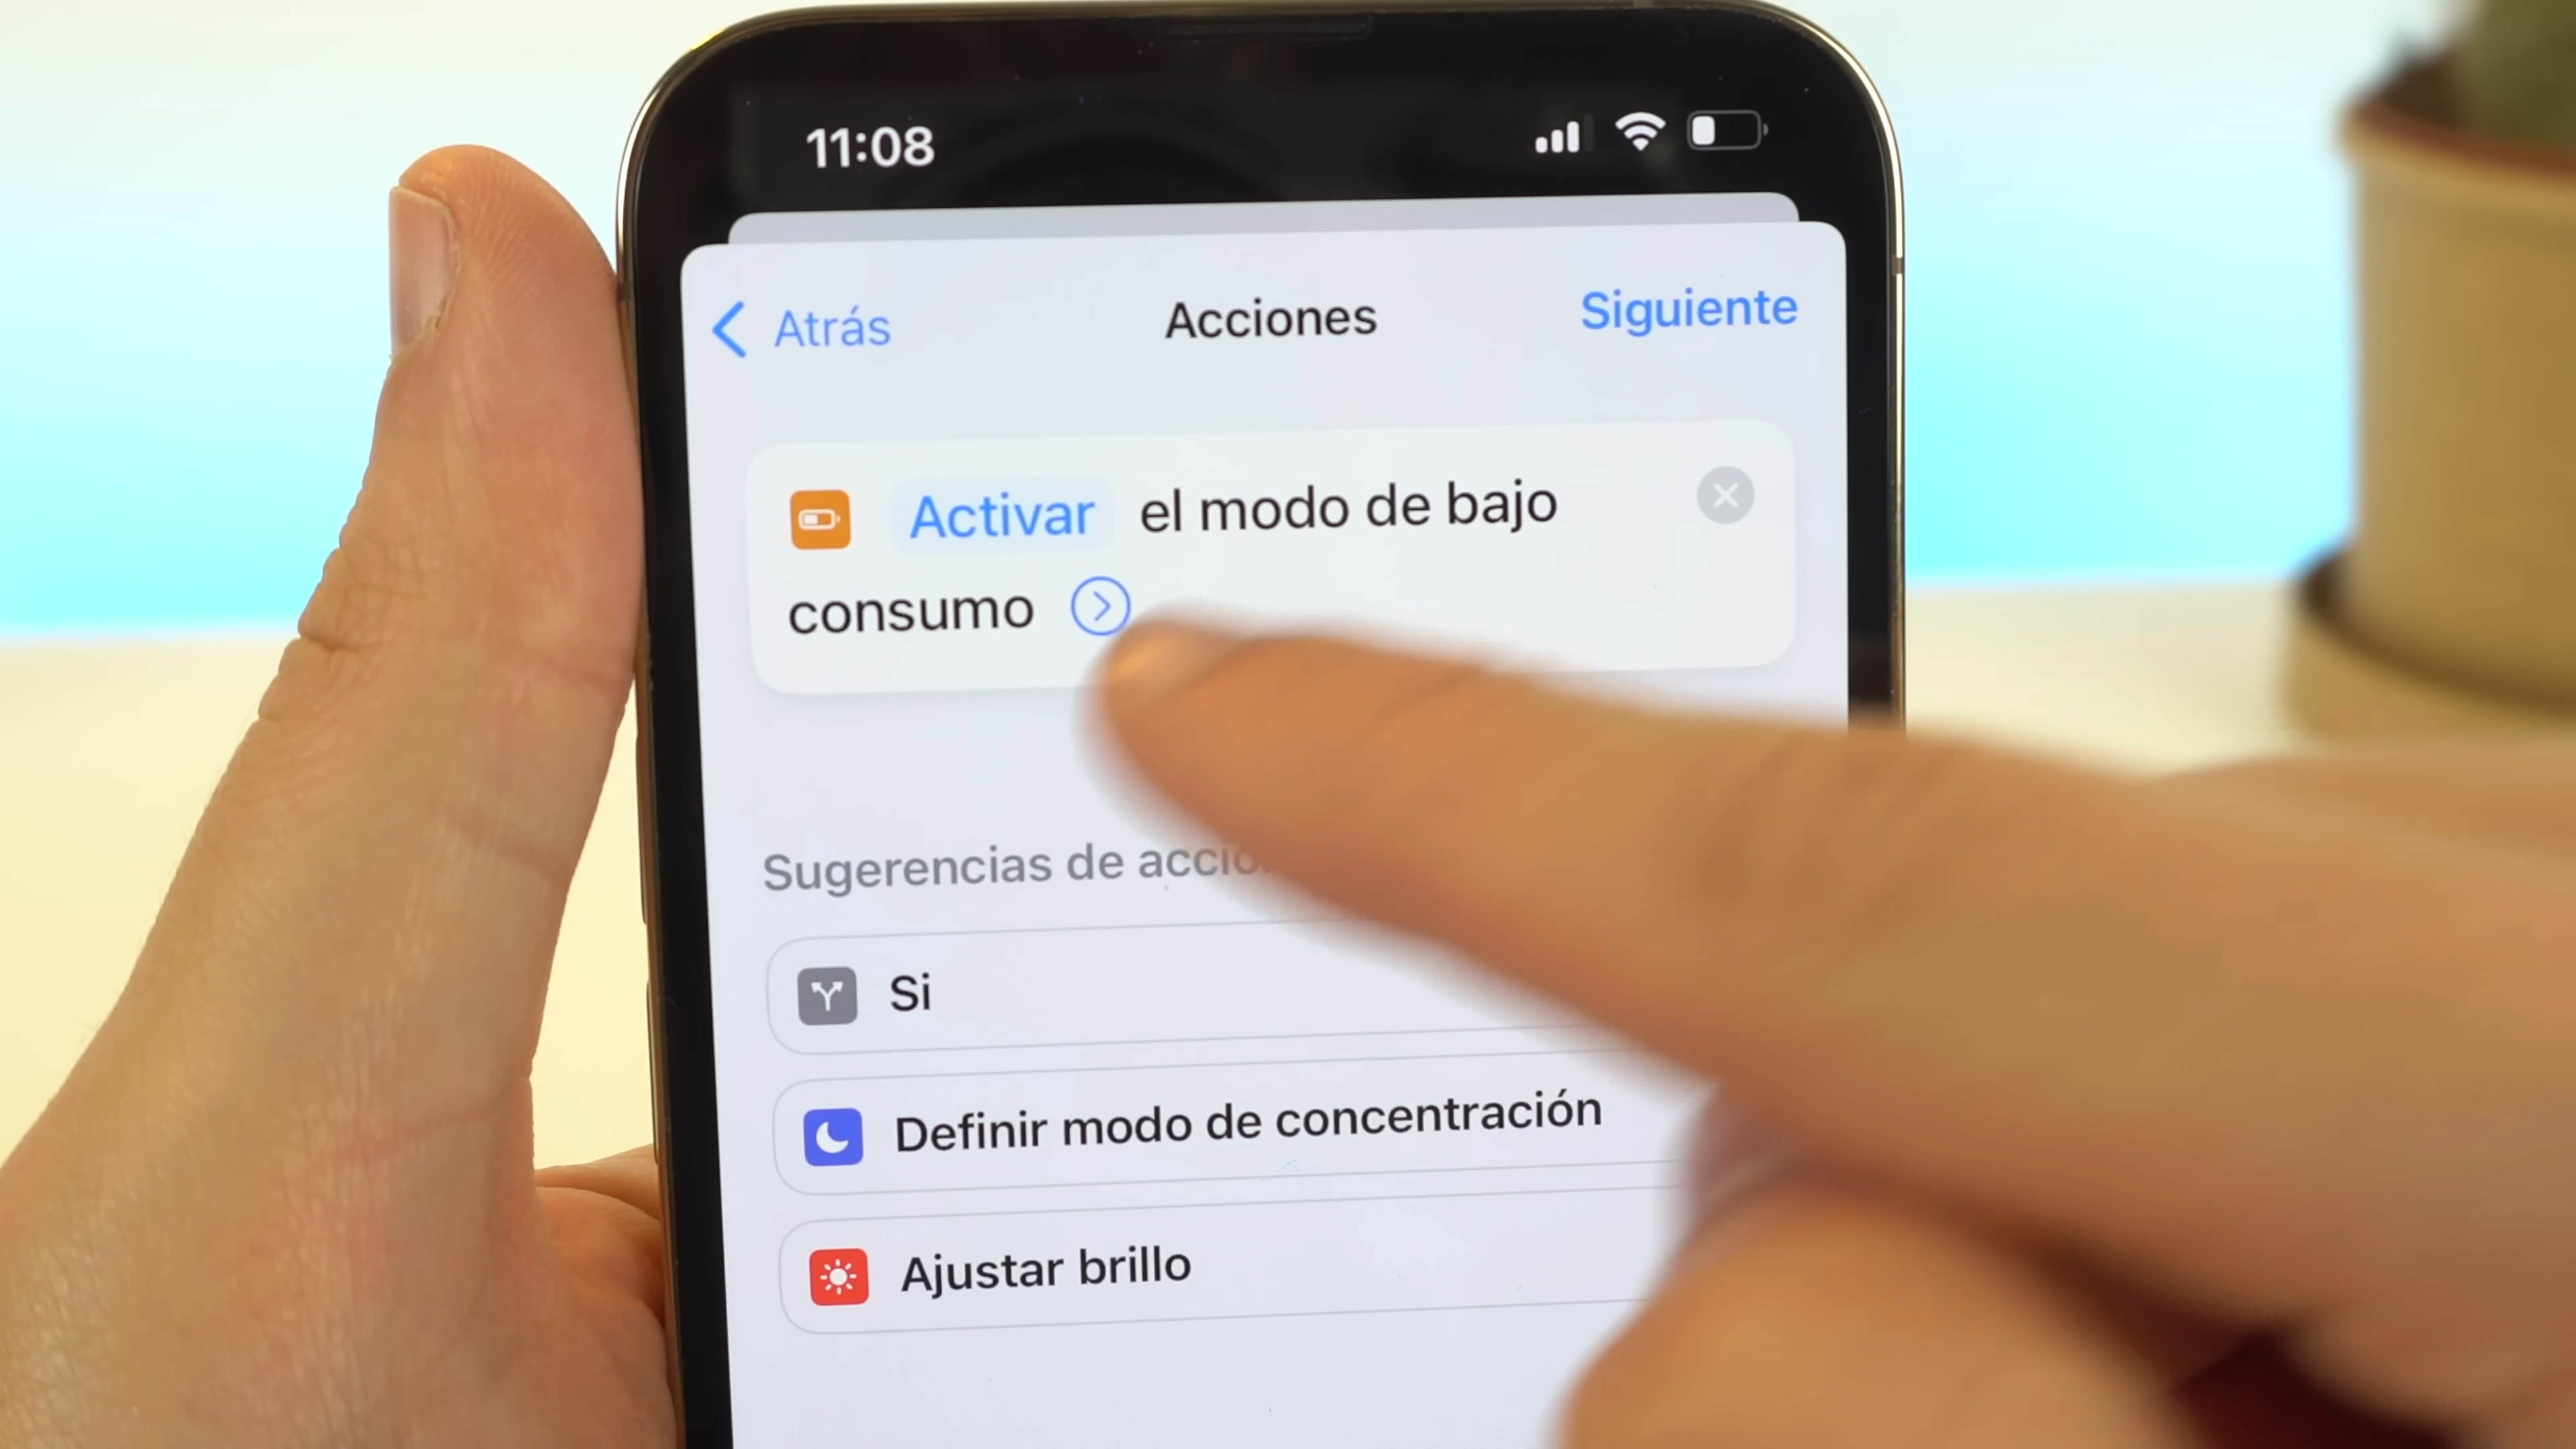 11:08
Atrás
Acciones
Siguiente
Activar el modo de bajo
consumo
Sugerencias de
Si
Definir modo de concentración
Ajustar brillo